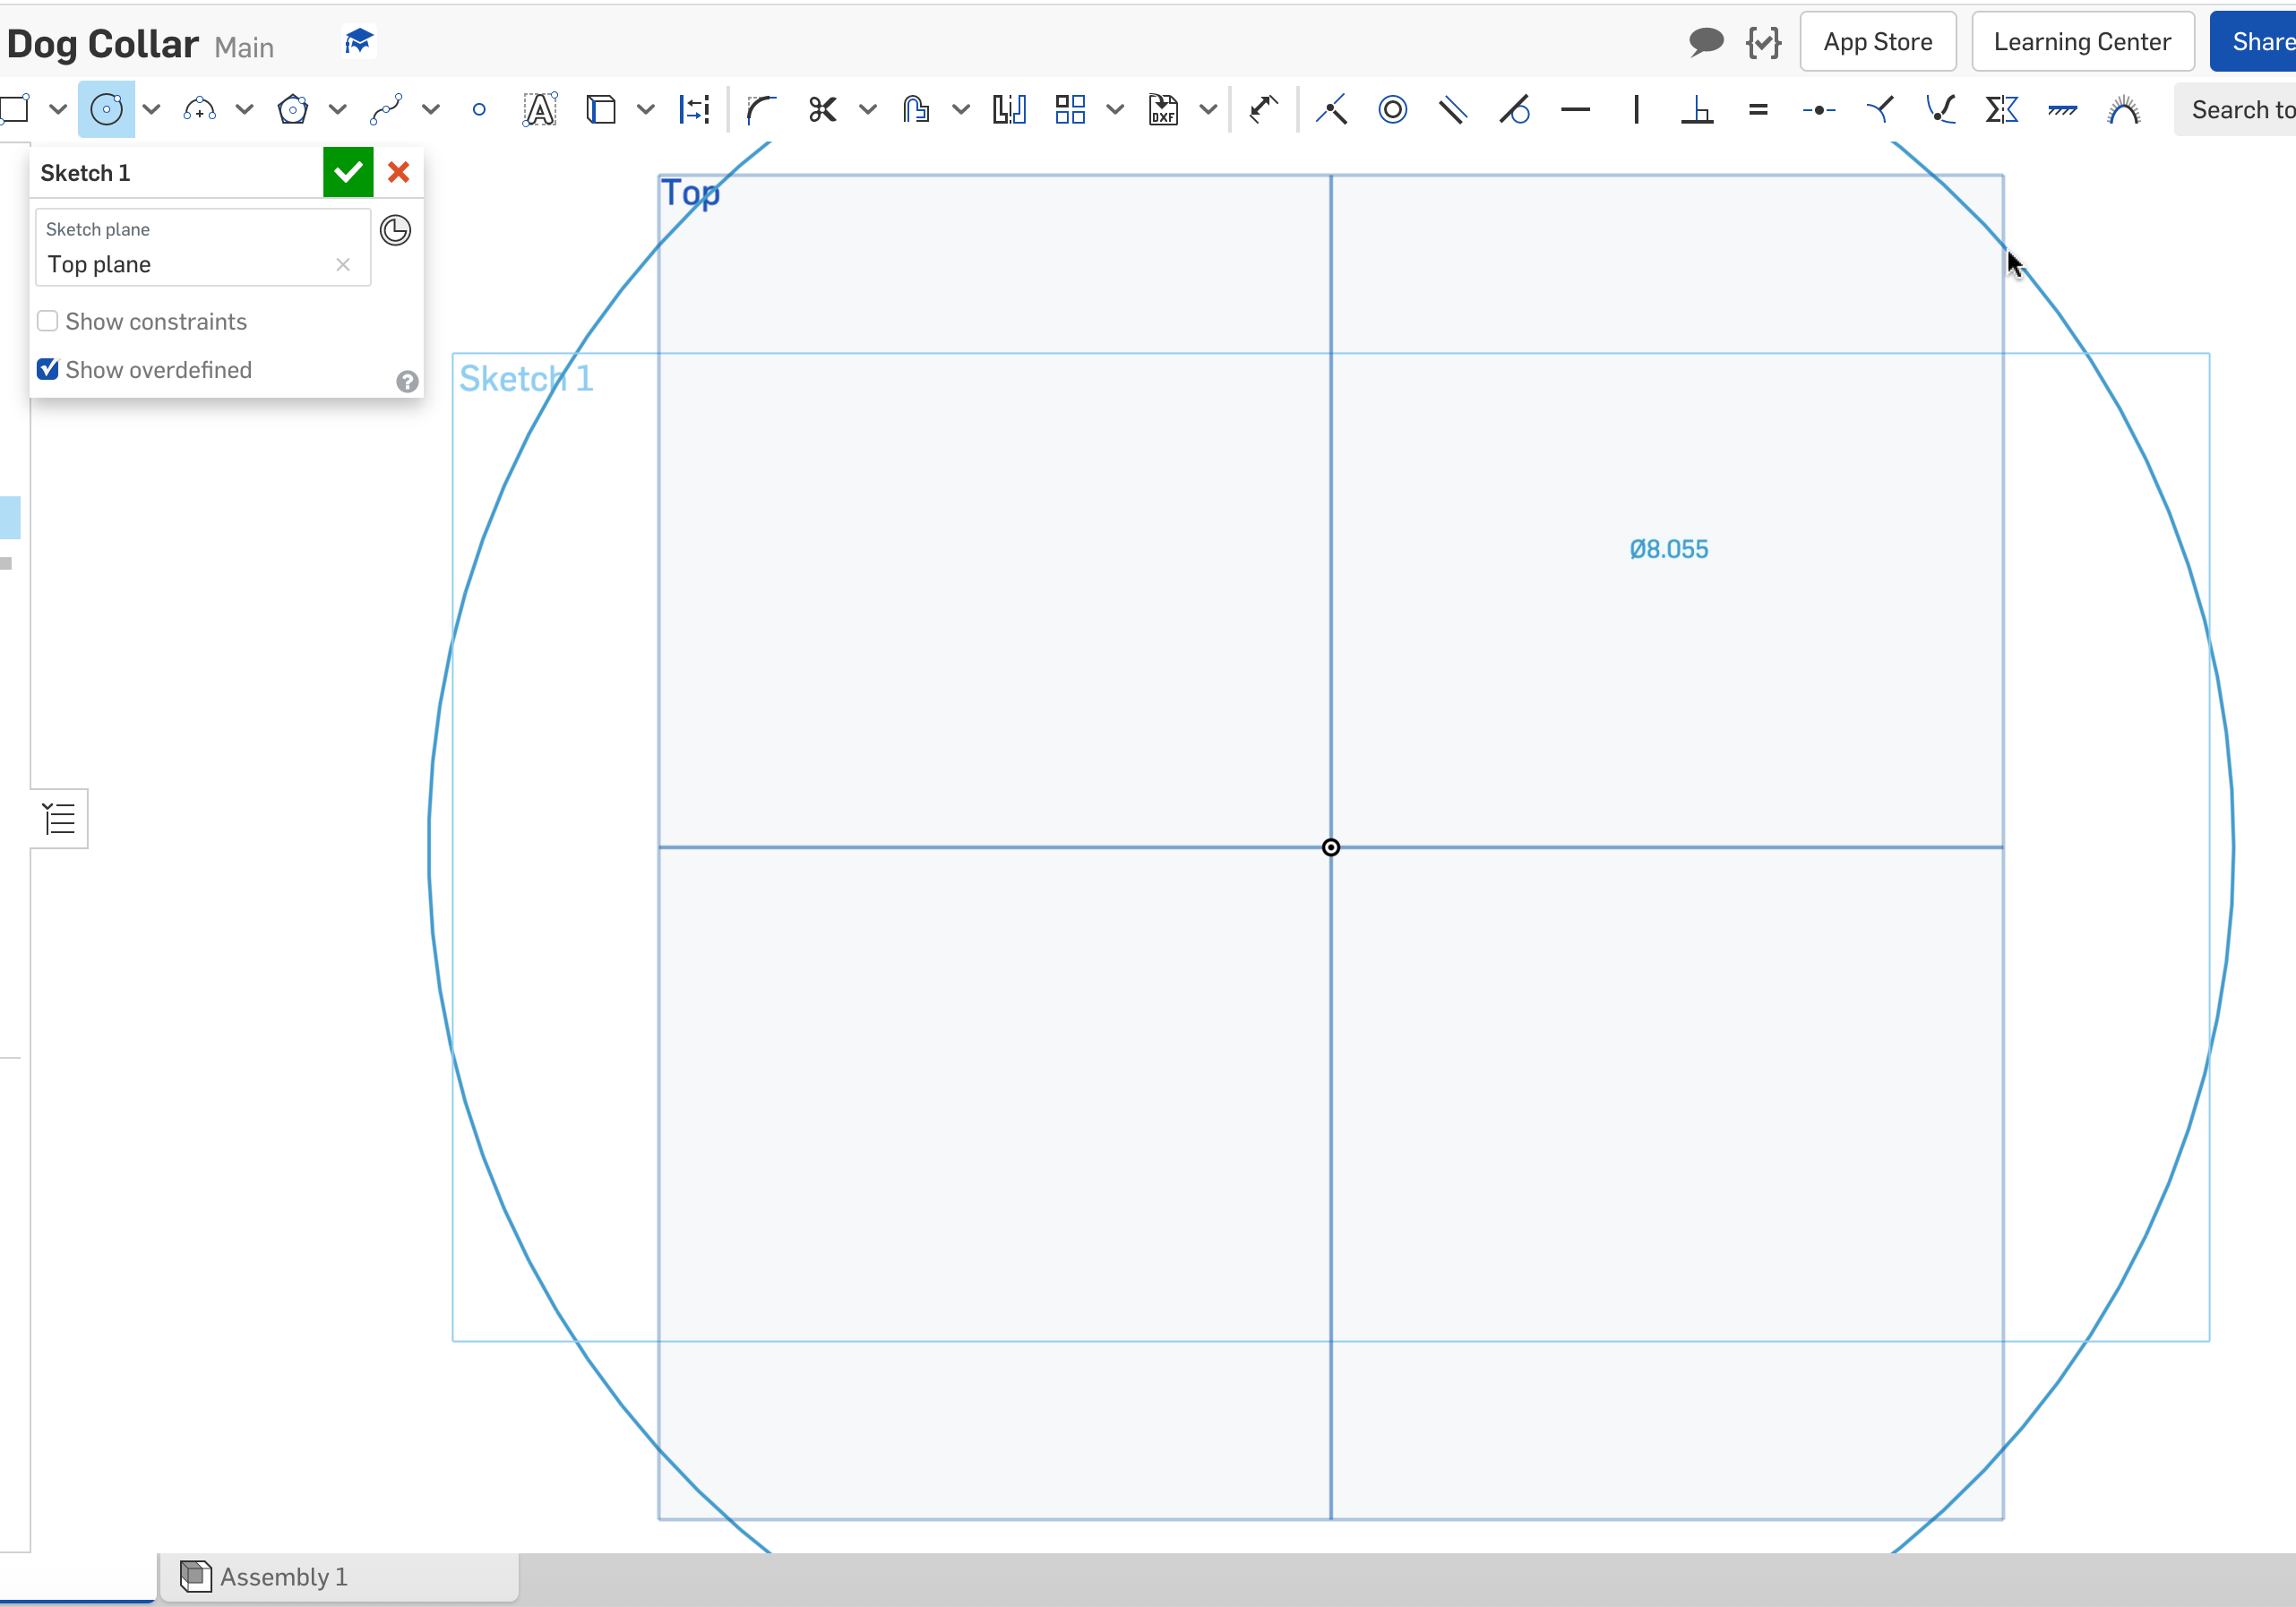 Dog Collar Main
App Store
Learning Center
Share
DXF
Search to
Sketch 1
Sketch plane
Top plane
Show constraints
Show overdefined
Top
Sketch 1
Ø8.055
Assembly 1